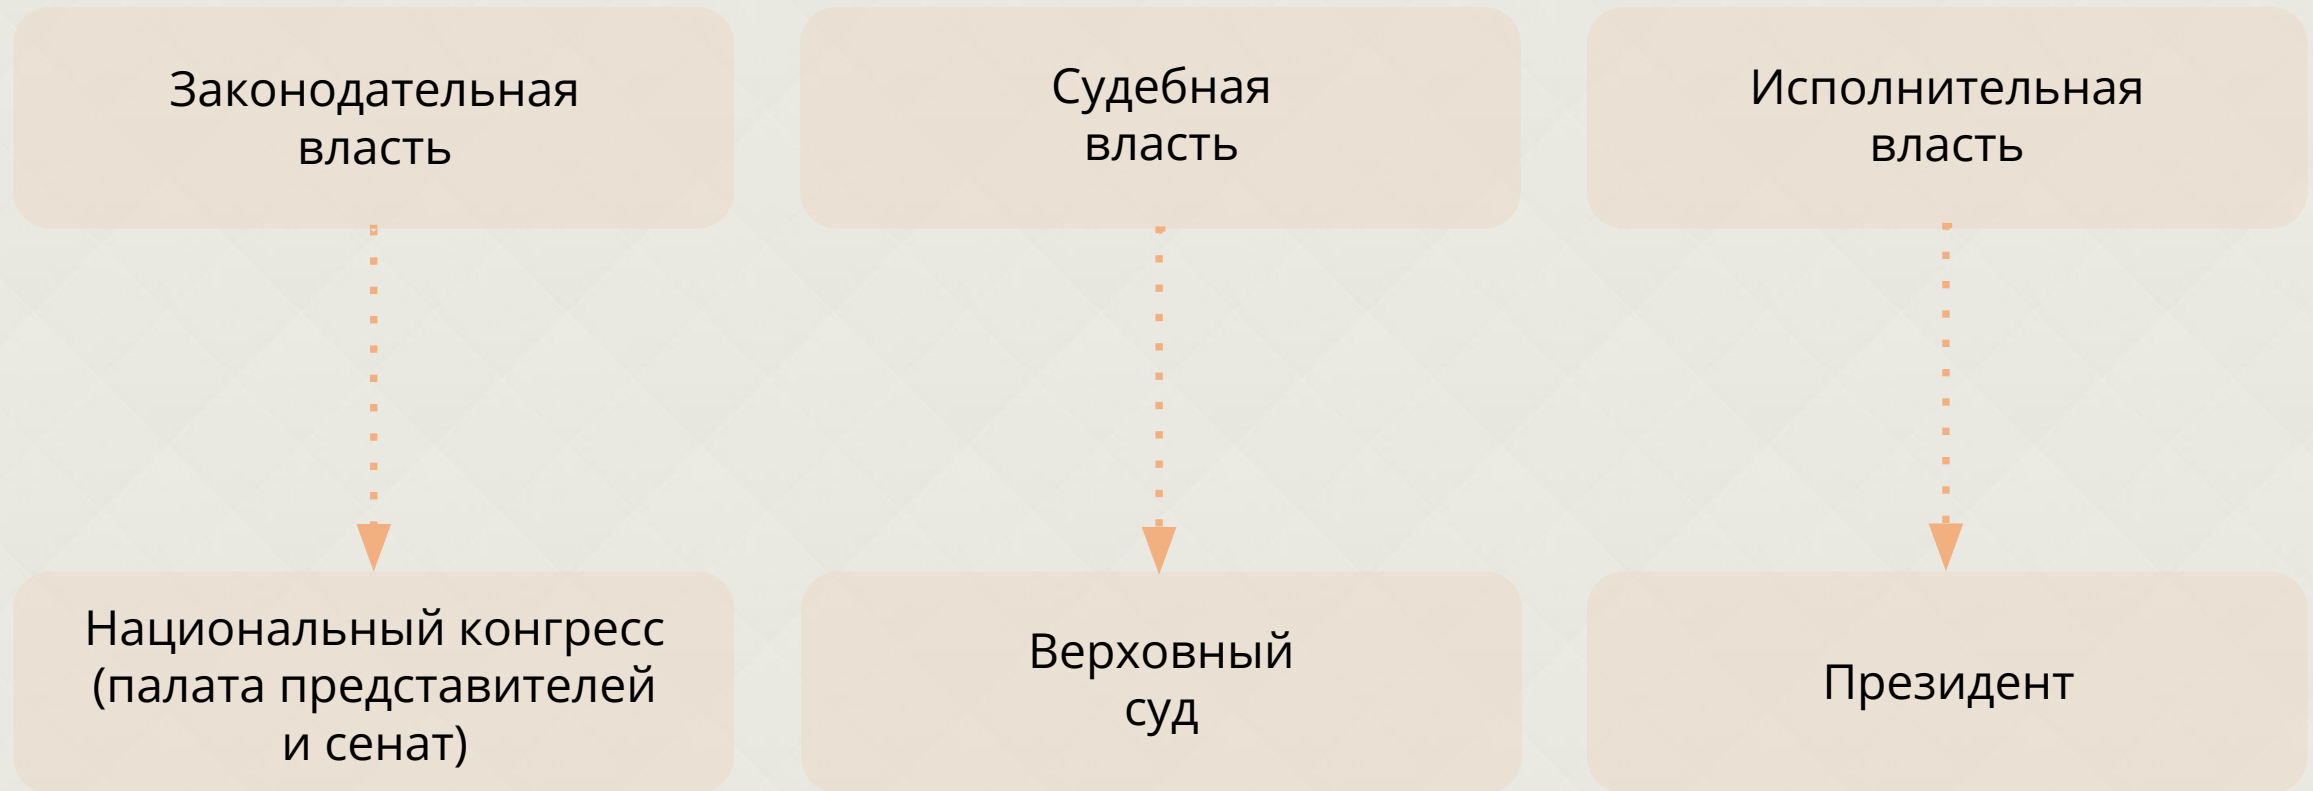 Законодательная
власть
Судебная
власть
Исполнительная
власть
Национальный конгресс
(палата представителей
и сенат)
Верховный
суд
Президент